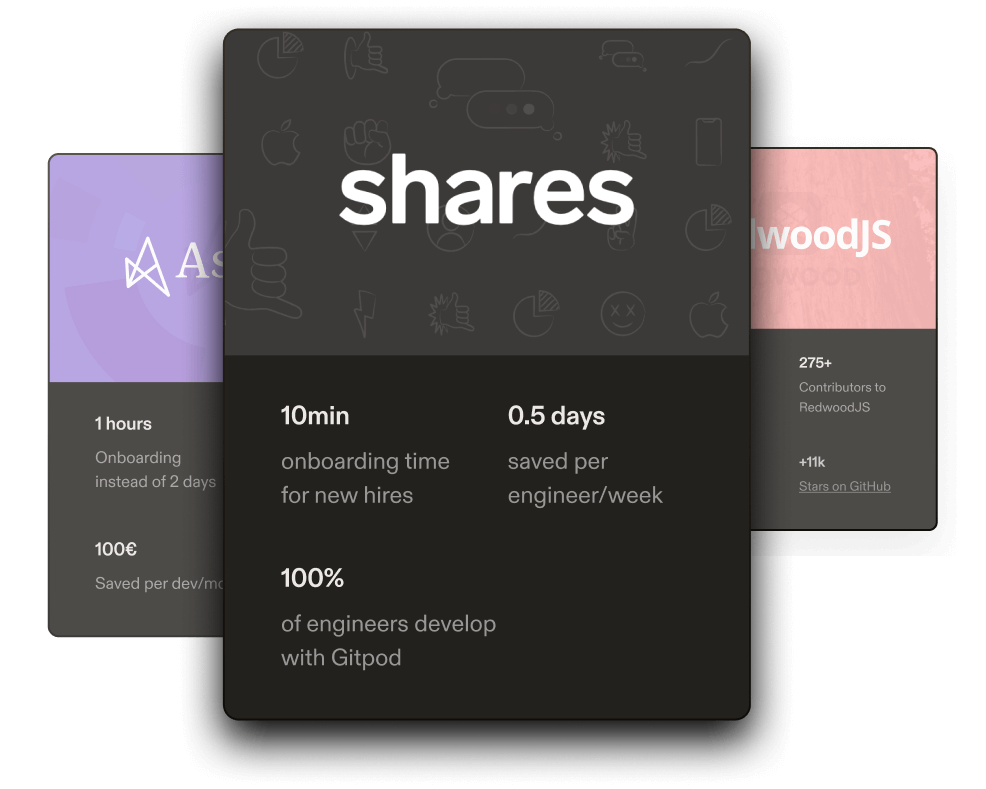 As
1 hours
Onboarding
instead of 2 days
100€
Saved per dev/mo
shares
10min
onboarding time
for new hires
0.5 days
saved per
engineer/week
100%
of engineers develop
with Gitpod
dwoodJS
275+
Contributors to
RedwoodJS
+11k
Stars on GitHub